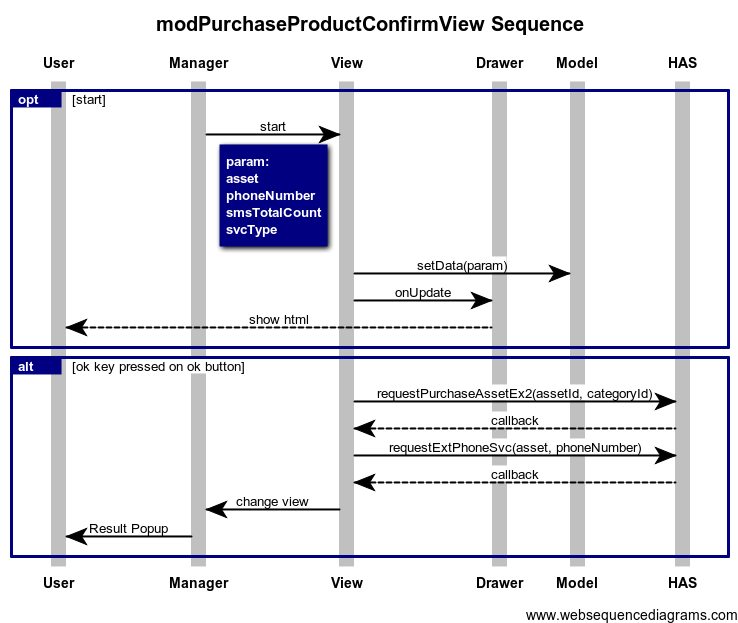 modPurchaseProductConfirmView Sequence
User Manager View Drawer Model HAS
opt [start]
start
param:
asset
phoneNumber
smsTotalCount
svcType
setData(param)
onUpdate
show html
alt [ok key pressed on ok button]
requestPurchaseAssetEx2(assetId, categoryId)
callback
requestExtPhoneSvc(asset, phoneNumber)
callback
change view
Result Popup
User Manager View Drawer Model HAS
www.websequencediagrams.com